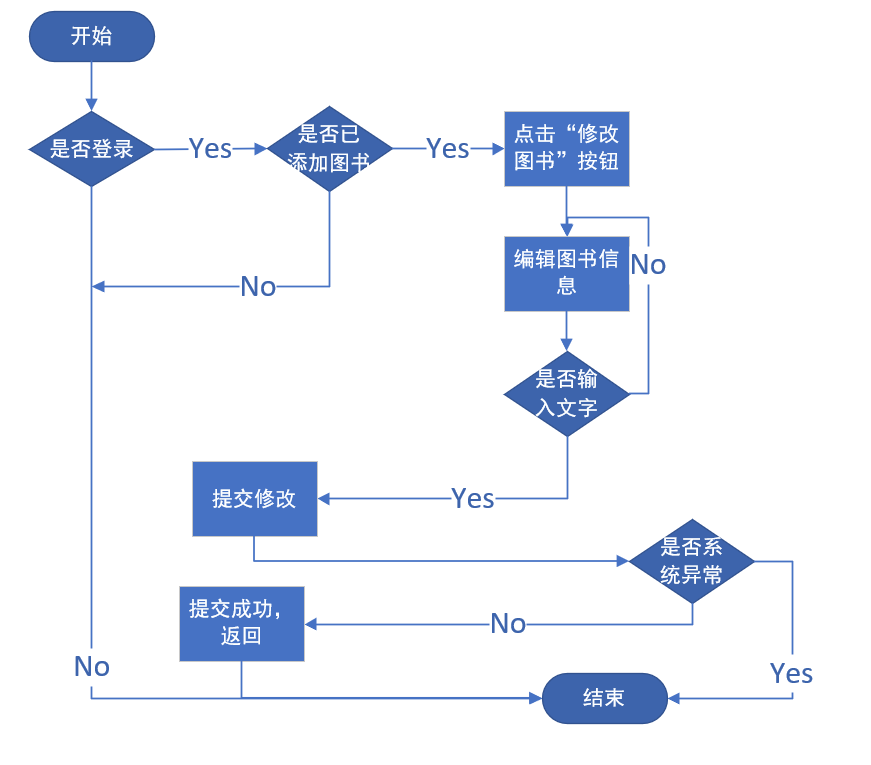 开始
是否登录
Yes
是否已
添加图书
Yes
点击“修改
图书”按钮
No
编辑图书信
息
No
是否输
入文字
Yes
提交修改
是否系
统异常
No
提交成功，
返回
No
Yes
结束